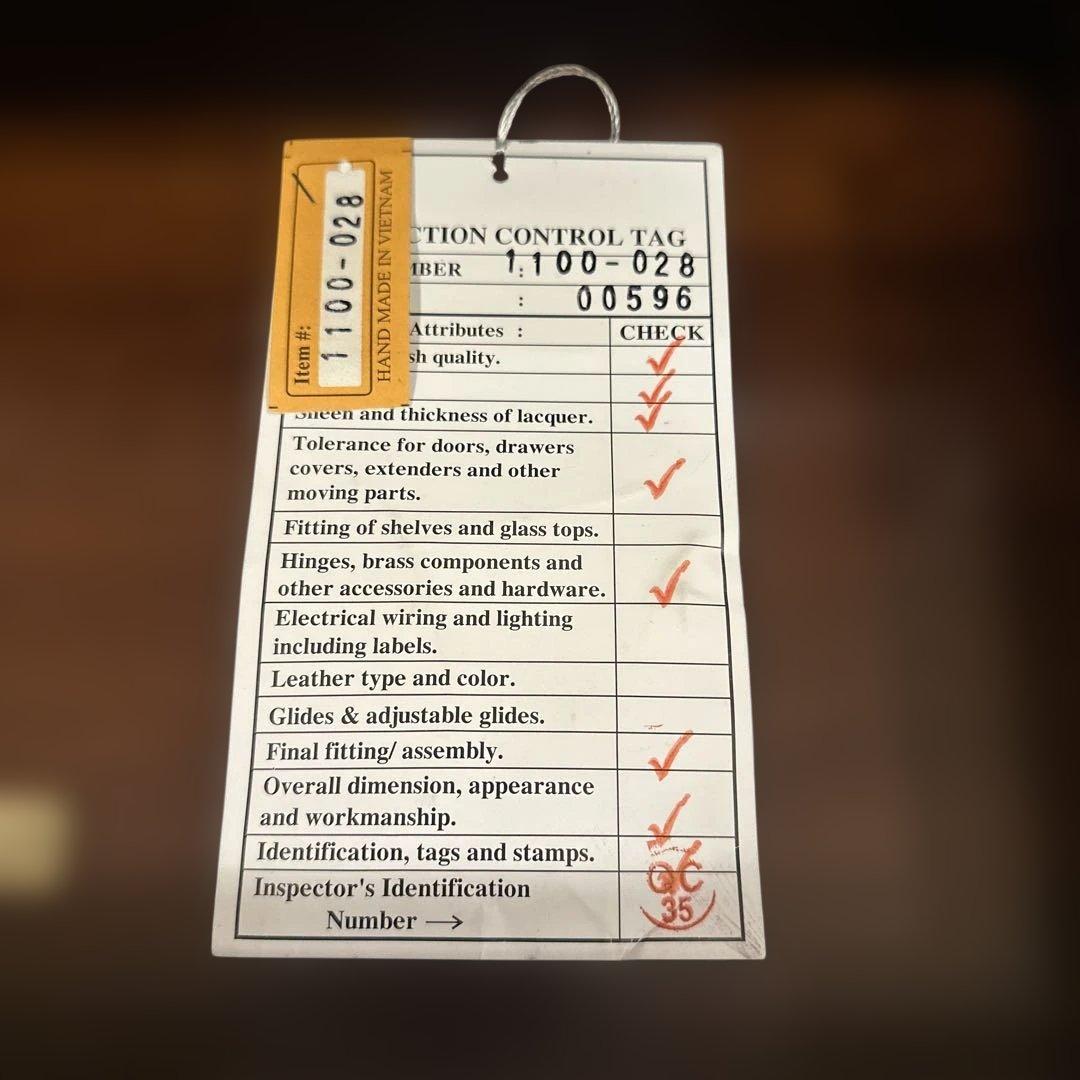 Item #:
1100-028
HAND MADE IN VIETNAM
CTION CONTROL TAG
MBER : 1100-028
: 00596
Attributes :
CHECK
sh quality.
Sheen and thickness of lacquer.
Tolerance for doors, drawers
covers, extenders and other
moving parts.
Fitting of shelves and glass tops.
Hinges, brass components and
other accessories and hardware.
Electrical wiring and lighting
including labels.
Leather type and color.
Glides & adjustable glides.
Final fitting/ assembly.
Overall dimension, appearance
and workmanship.
Identification, tags and stamps.
Inspector's Identification
Number →
QC
35